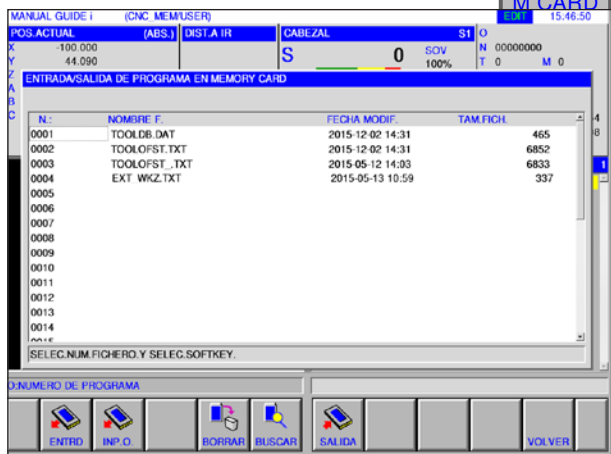 M CARD
MANUAL GUIDE i (CNC_MEM/USER) EDIT 15:46:50
POS.ACTUAL (ABS.) DIST.A IR CABEZAL S1 O
X -100.000 S 0 SOV 100% N 00000000
Y 44.090 T 0 M 0
Z
ENTRADA/SALIDA DE PROGRAMA EN MEMORY CARD
A
B
C
N.: NOMBRE F. FECHA MODIF. TAM.FICH.
0001 TOOLDB.DAT 2015-12-02 14:31 465
0002 TOOLOFST.TXT 2015-12-02 14:31 6852
0003 TOOLOFST_.TXT 2015-05-12 14:03 6833
0004 EXT_WKZ.TXT 2015-05-13 10:59 337
0005
0006
0007
0008
0009
0010
0011
0012
0013
0014
SELEC.NUM.FICHERO.Y SELEC.SOFTKEY.
O:NUMERO DE PROGRAMA
ENTRD INP.O. BORRAR BUSCAR SALIDA VOLVER